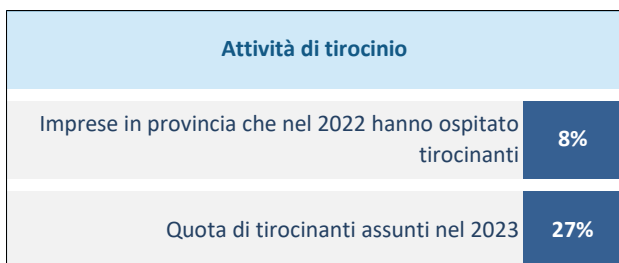 Attività di tirocinio
Imprese in provincia che nel 2022 hanno ospitato
tirocinanti
8%
Quota di tirocinanti assunti nel 2023
27%